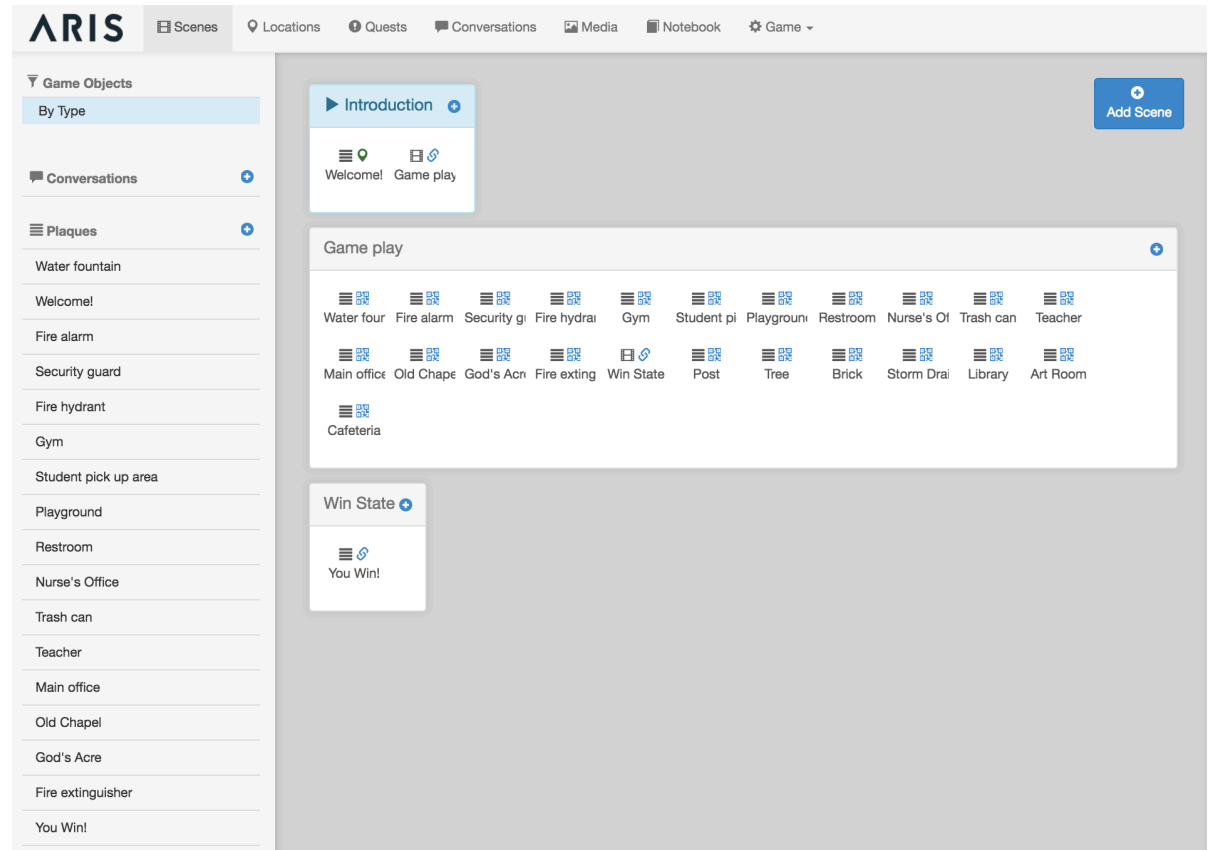 ARIS Scenes Locations Quests Conversations Media Notebook Game
Game Objects
By Type
Conversations
Plaques
Water fountain
Welcome!
Fire alarm
Security guard
Fire hydrant
Gym
Student pick up area
Playground
Restroom
Nurse's Office
Trash can
Teacher
Main office
Old Chapel
God's Acre
Fire extinguisher
You Win!
Introduction
Add Scene
Welcome! Game play
Game play
Water four Fire alarm Security gu Fire hydrai Gym Student pi Playground Restroom Nurse's Of Trash can Teacher
Main office Old Chape God's Acre Fire exting Win State Post Tree Brick Storm Drai Library Art Room
Cafeteria
Win State
You Win!